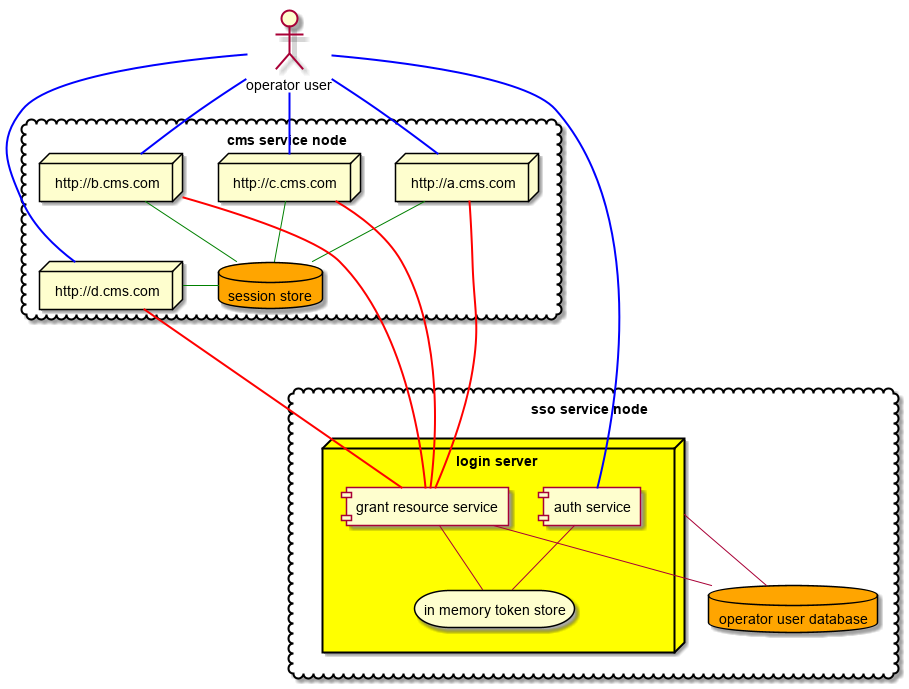 operator user
cms service node
http://b.cms.com
http://c.cms.com
http://a.cms.com
http://d.cms.com
session store
sso service node
login server
grant resource service
auth service
in memory token store
operator user database